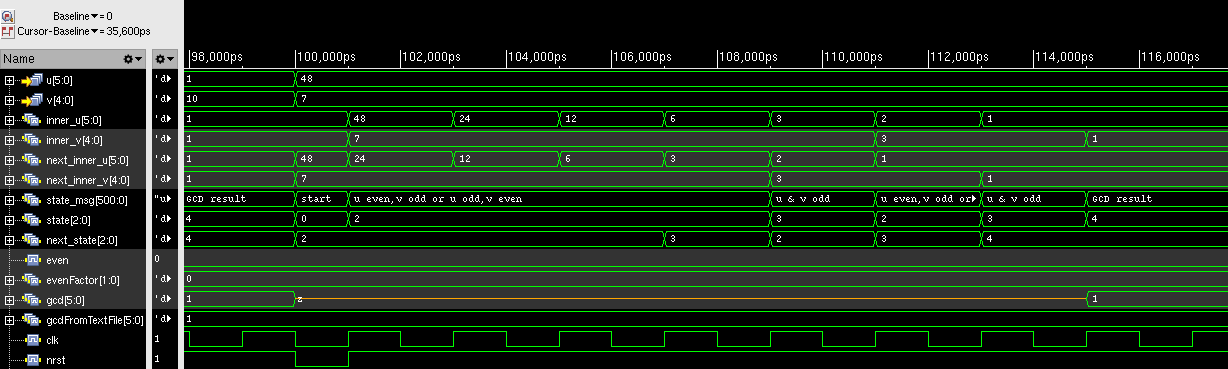 Baseline▼= 0
Cursor-Baseline▼= 35,600ps
Name
98,000ps 100,000ps 102,000ps 104,000ps 106,000ps 108,000ps 110,000ps 112,000ps 114,000ps 116,000ps
u[5:0] 'd▶ 1 48
v[4:0] 'd▶ 10 7
inner_u[5:0] 'd▶ 1 48 24 12 6 3 2 1
inner_v[4:0] 'd▶ 1 7 3 1
next_inner_u[5:0] 'd▶ 1 48 24 12 6 3 2 1
next_inner_v[4:0] 'd▶ 1 7 3 1
state_msg[500:0] "u▶ GCD result start u even,v odd or u odd,v even u & v odd u even,v odd or▶ u & v odd GCD result
state[2:0] 'd▶ 4 0 2 3 2 3 4
next_state[2:0] 'd▶ 4 2 3 2 3 4
even 0
evenFactor[1:0] 'd▶ 0
gcd[5:0] 'd▶ 1 z 1
gcdFromTextFile[5:0] 'd▶ 1
clk 1
nrst 1